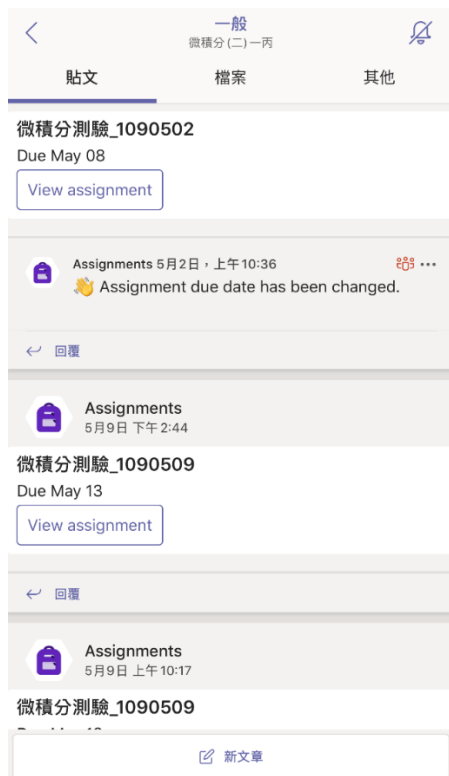 一般
微積分(二)一丙
貼文 檔案 其他
微積分測驗_1090502
Due May 08
View assignment
Assignments 5月2日，上午10:36
👋 Assignment due date has been changed.
回覆
Assignments
5月9日 下午2:44
微積分測驗_1090509
Due May 13
View assignment
回覆
Assignments
5月9日 上午10:17
微積分測驗_1090509
新文章